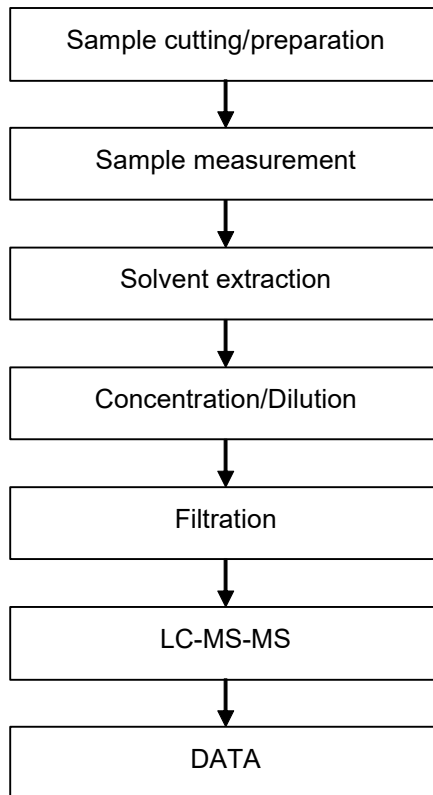 Sample cutting/preparation
Sample measurement
Solvent extraction
Concentration/Dilution
Filtration
LC-MS-MS
DATA